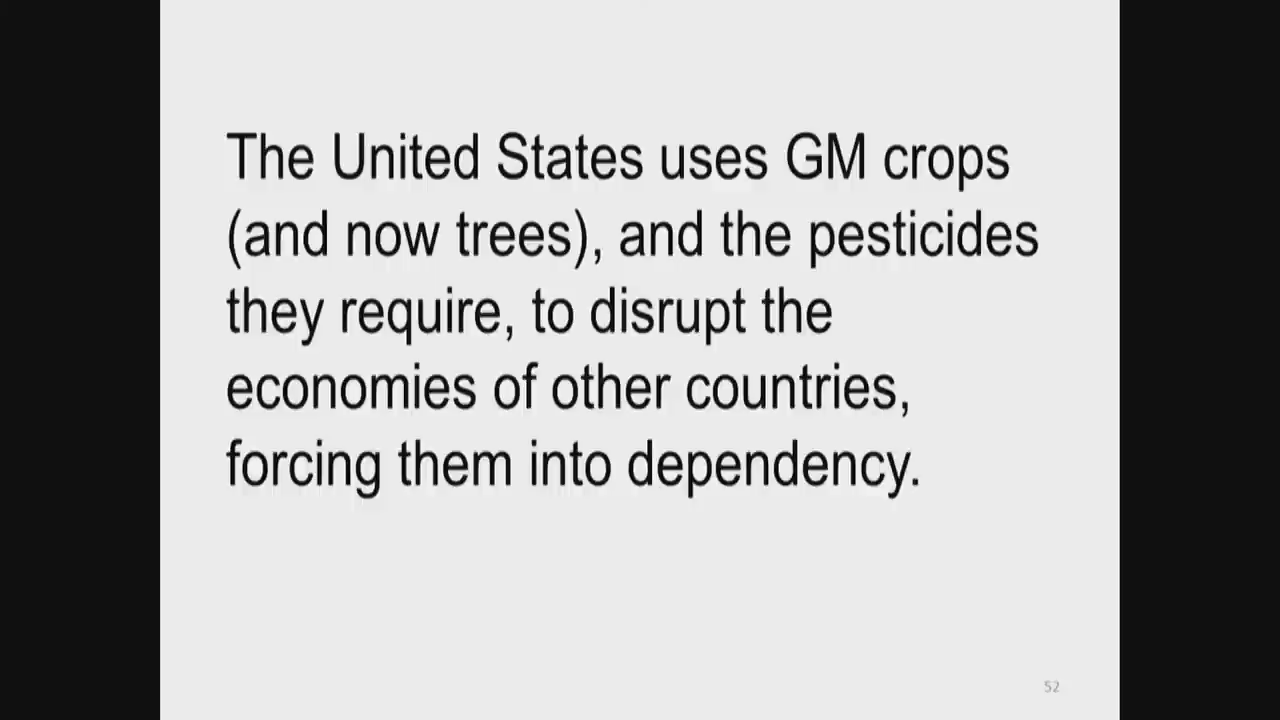 The United States uses GM crops
(and now trees), and the pesticides
they require, to disrupt the
economies of other countries,
forcing them into dependency.
52